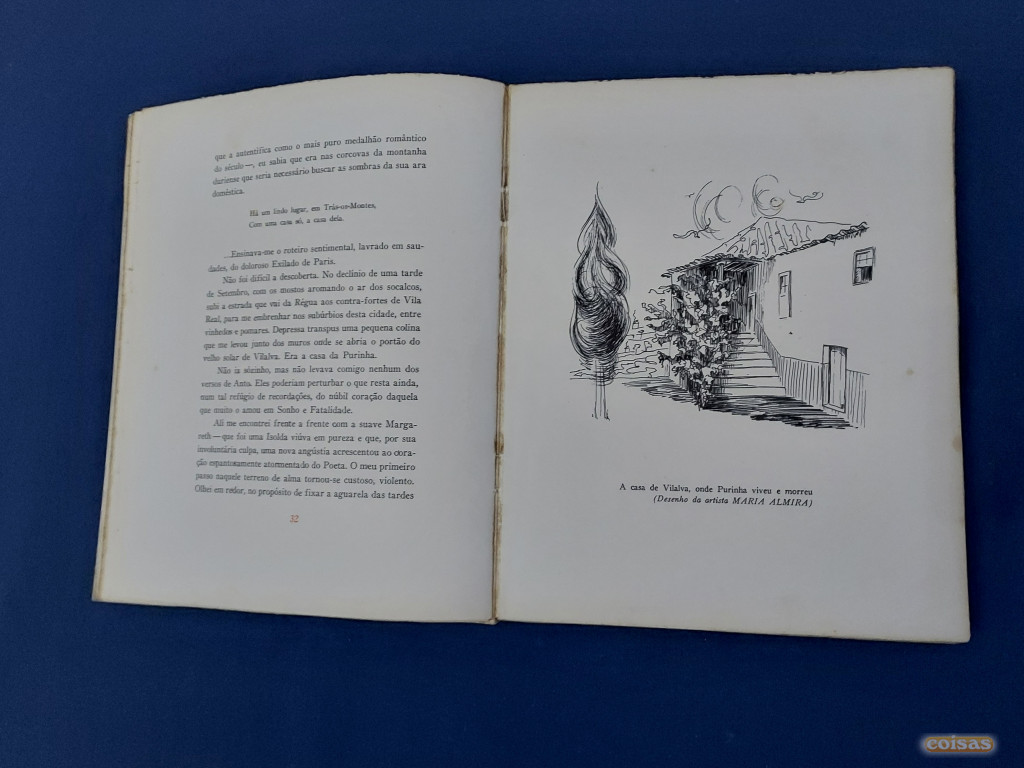 que a autentifica como o mais puro medalhão romântico
do século —, eu sabia que era nas corcovas da montanha
duriense que seria necessário buscar as sombras da sua ara
doméstica.
Há um lindo lugar, em Trás-os-Montes,
Com uma casa só, a casa dela.
...Ensinava-me o roteiro sentimental, lavrado em sau-
dades, do doloroso Exilado de Paris.
Não foi difícil a descoberta. No declínio de uma tarde
de Setembro, com os mostos aromando o ar dos socalcos,
subi a estrada que vai da Régua aos contra-fortes de Vila
Real, para me embrenhar nos subúrbios desta cidade, entre
vinhedos e pomares. Depressa transpus uma pequena colina
que me levou junto dos muros onde se abria o portão do
velho solar de Vilalva. Era a casa da Purinha.
Não ia sòzinho, mas não levava comigo nenhum dos
versos de Anto. Eles poderiam perturbar o que resta ainda,
num tal refúgio de recordações, do núbil coração daquela
que muito o amou em Sonho e Fatalidade.
Ali me encontrei frente a frente com a suave Marga-
reth — que foi uma Isolda viúva em pureza e que, por sua
involuntária culpa, uma nova angústia acrescentou ao cora-
ção espantosamente atormentado do Poeta. O meu primeiro
passo naquele terreno de alma tornou-se custoso, violento.
Olhei em redor, no propósito de fixar a aguarela das tardes
32
A casa de Vilalva, onde Purinha viveu e morreu
(Desenho da artista MARIA ALMIRA)
coisas